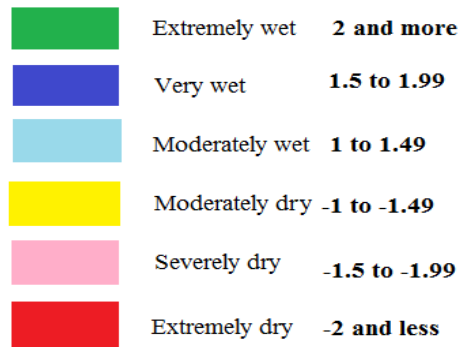 Extremely wet 2 and more
Very wet 1.5 to 1.99
Moderately wet 1 to 1.49
Moderately dry -1 to -1.49
Severely dry -1.5 to -1.99
Extremely dry -2 and less